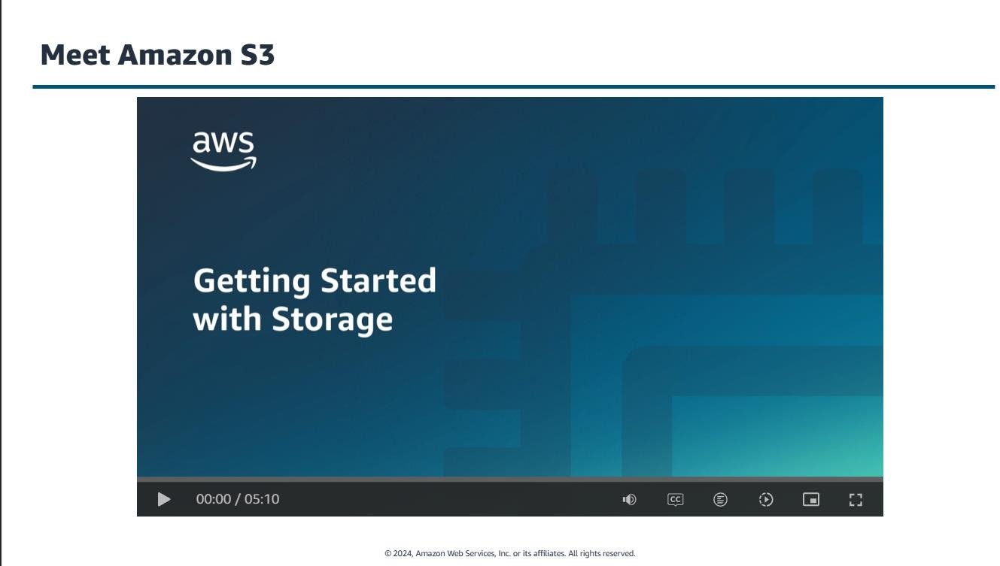 Meet Amazon S3
aws
Getting Started
with Storage
00:00 / 05:10
CC
© 2024, Amazon Web Services, Inc. or its affiliates. All rights reserved.